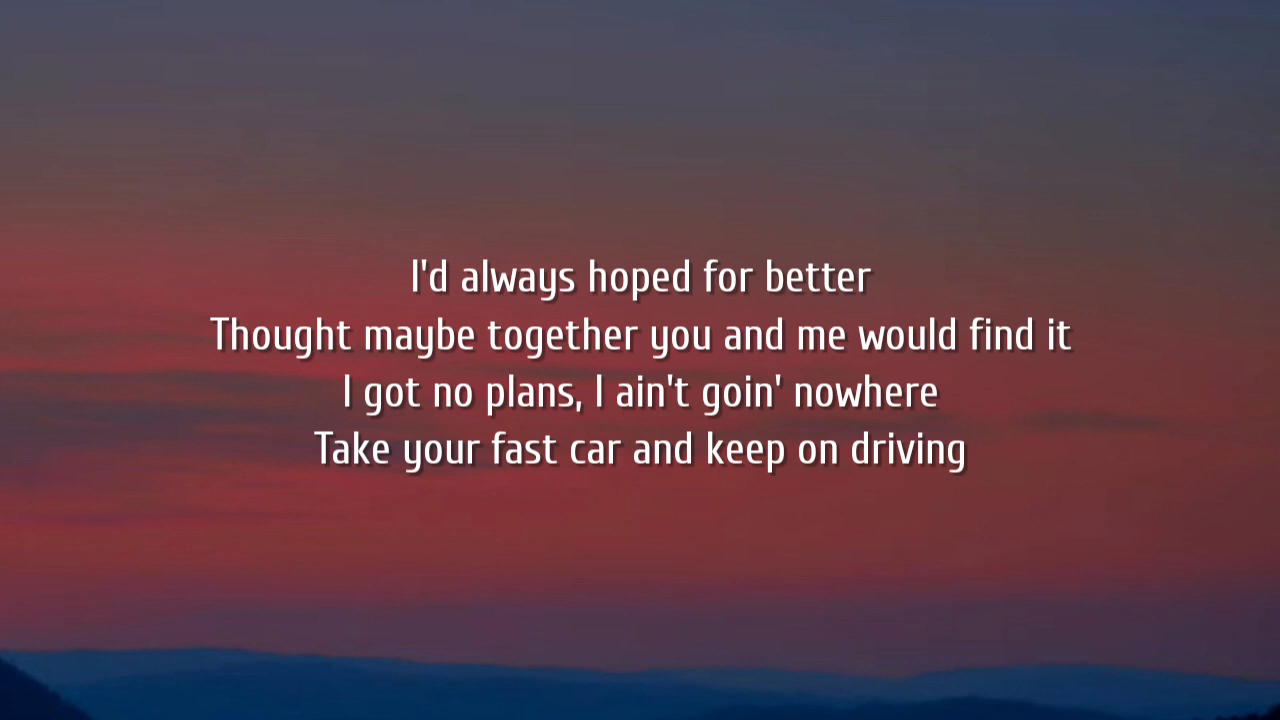 I'd always hoped for better
Thought maybe together you and me would find it
I got no plans, I ain't goin' nowhere
Take your fast car and keep on driving